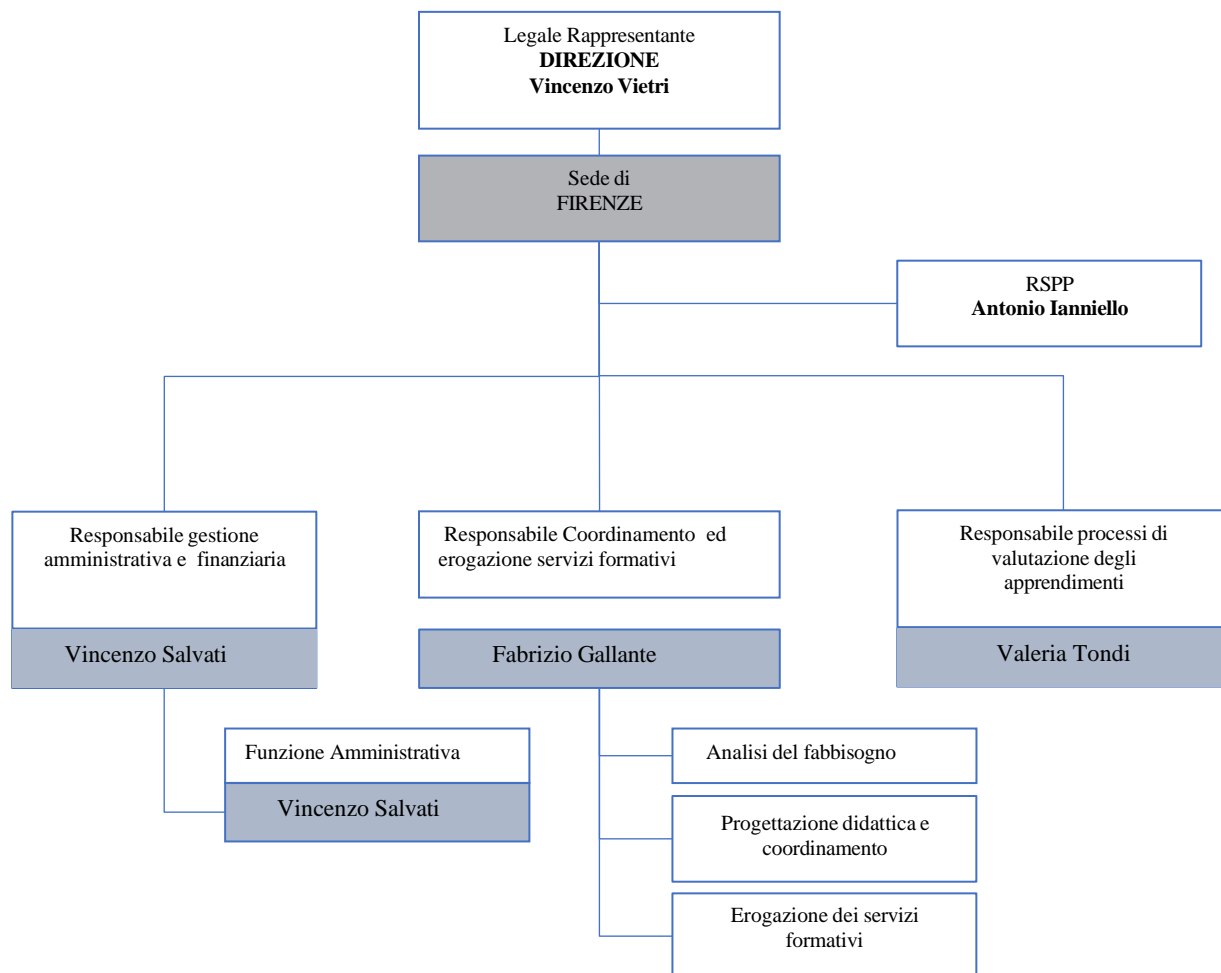 Legale Rappresentante
DIREZIONE
Vincenzo Vietri
Sede di
FIRENZE
RSPP
Antonio Ianniello
Responsabile gestione
amministrativa e finanziaria
Vincenzo Salvati
Responsabile Coordinamento ed
erogazione servizi formativi
Fabrizio Gallante
Responsabile processi di
valutazione degli
apprendimenti
Valeria Tondi
Funzione Amministrativa
Vincenzo Salvati
Analisi del fabbisogno
Progettazione didattica e
coordinamento
Erogazione dei servizi
formativi